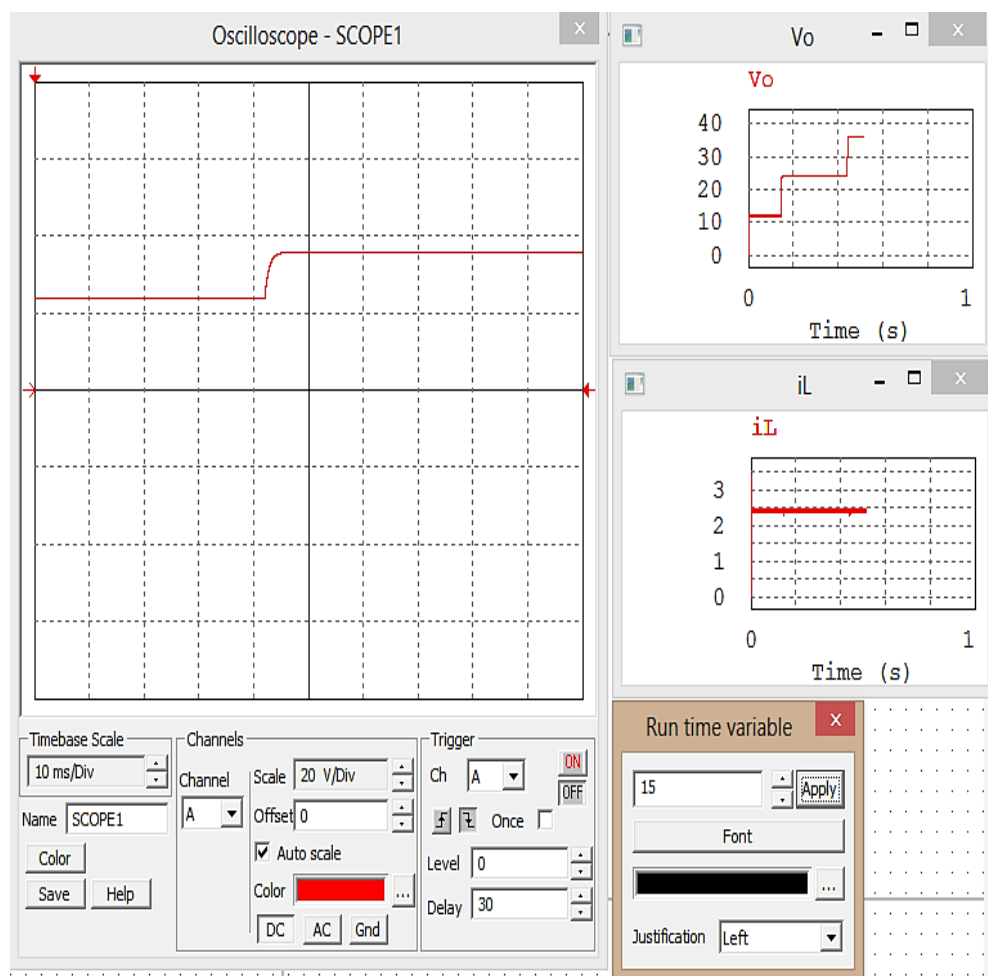 Oscilloscope - SCOPE1
x
Timebase Scale
10 ms/Div
Name SCOPE1
Color
Save Help
Channels
Channel
A
Scale 20 V/Div
Offset 0
Auto scale
Color ...
DC AC Gnd
Trigger
Ch A
ON
OFF
Once
Level 0
Delay 30
Vo
x
Vo
40
30
20
10
0
0 1
Time (s)
iL
x
iL
3
2
1
0
0 1
Time (s)
Run time variable
x
15 Apply
Font
...
Justification Left